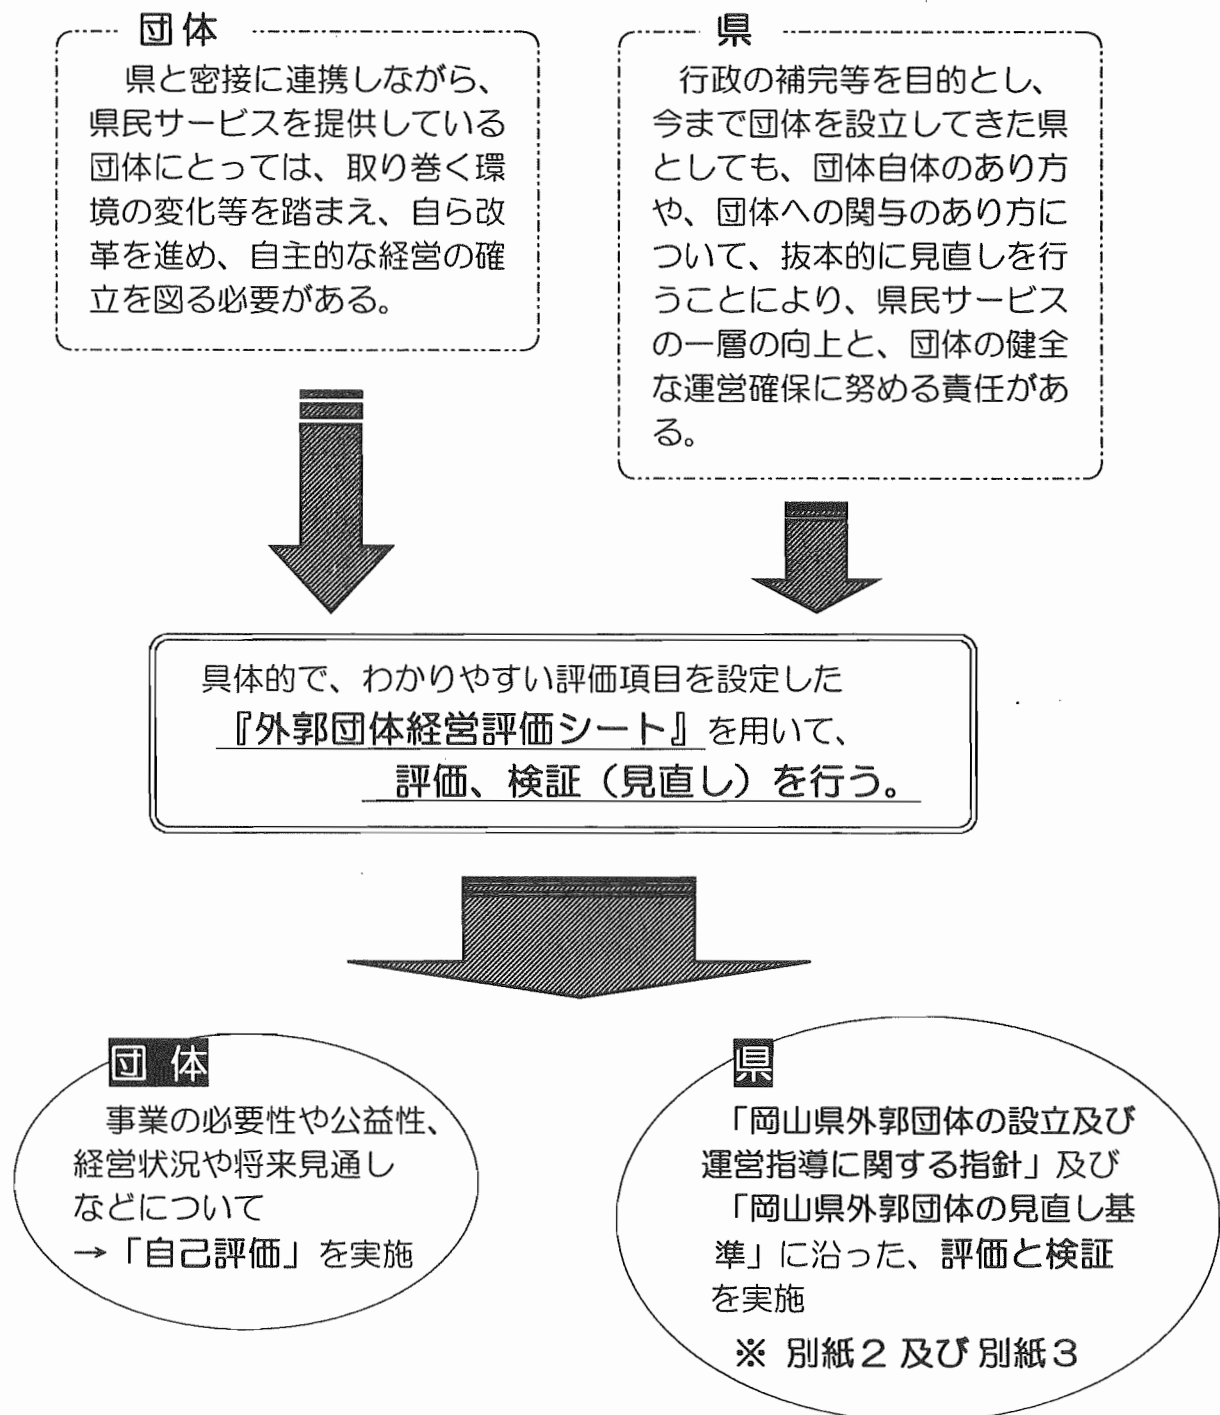 団体
県と密接に連携しながら、
県民サービスを提供している
団体にとっては、取り巻く環
境の変化等を踏まえ、自ら改
革を進め、自主的な経営の確
立を図る必要がある。
県
行政の補完等を目的とし、
今まで団体を設立してきた県
としても、団体自体のあり方
や、団体への関与のあり方に
ついて、抜本的に見直しを行
うことにより、県民サービス
の一層の向上と、団体の健全
な運営確保に努める責任があ
る。
具体的で、わかりやすい評価項目を設定した
『外郭団体経営評価シート』を用いて、
評価、検証（見直し）を行う。
団 体
事業の必要性や公益性、
経営状況や将来見通し
などについて
→「自己評価」を実施
県
「岡山県外郭団体の設立及び
運営指導に関する指針」及び
「岡山県外郭団体の見直し基
準」に沿った、評価と検証
を実施
※ 別紙２ 及び 別紙３